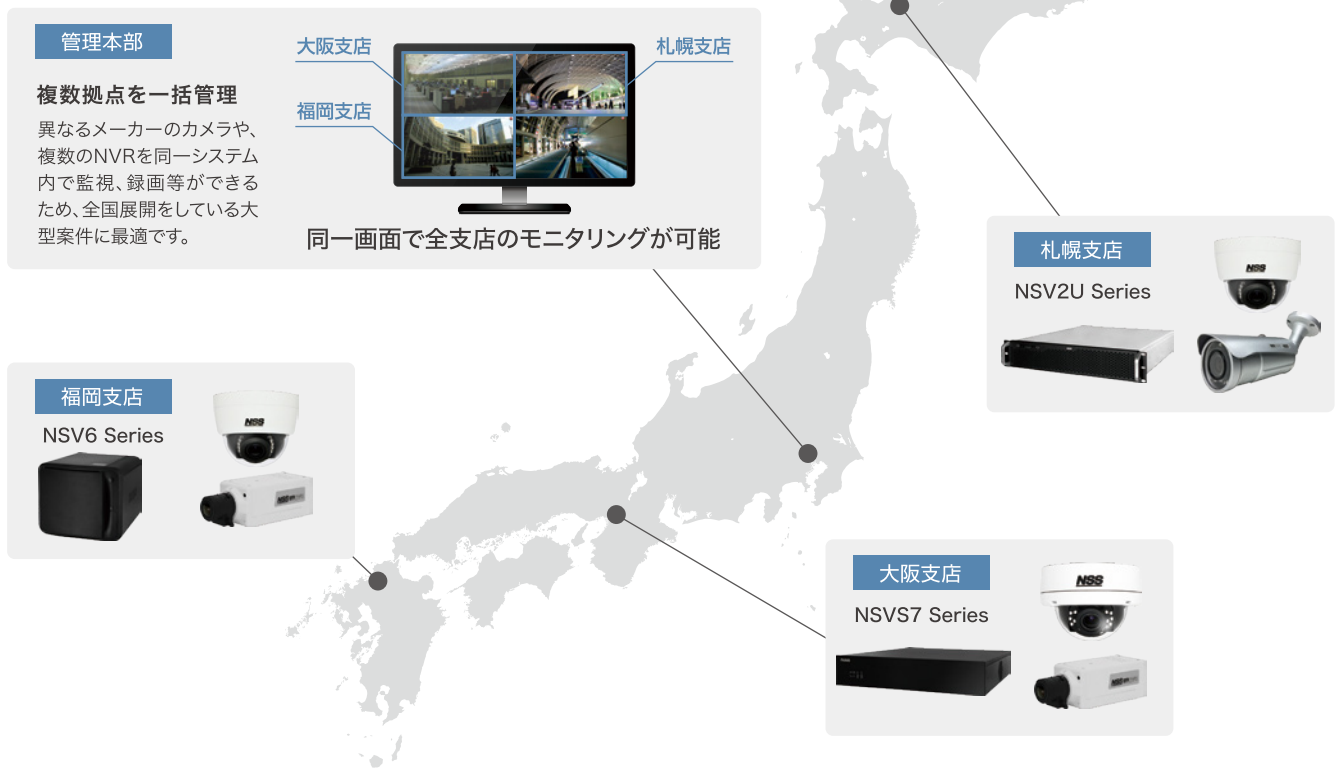 管理本部
複数拠点を一括管理
異なるメーカーのカメラや、
複数のNVRを同一システム
内で監視、録画等ができる
ため、全国展開をしている大
型案件に最適です。
大阪支店
札幌支店
福岡支店
同一画面で全支店のモニタリングが可能
札幌支店
NSV2U Series
NSS
福岡支店
NSV6 Series
NSS
NSS
大阪支店
NSVS7 Series
NSS
NSS